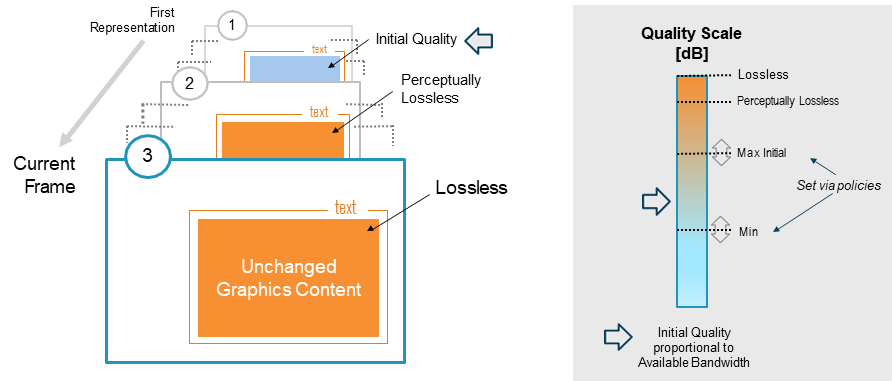 First
Representation
1
text
Initial Quality
2
Perceptually
Lossless
text
3
Current
Frame
Lossless
text
Unchanged
Graphics Content
Quality Scale
[dB]
Lossless
Perceptually Lossless
Max Initial
Set via policies
Min
Initial Quality
proportional to
Available Bandwidth